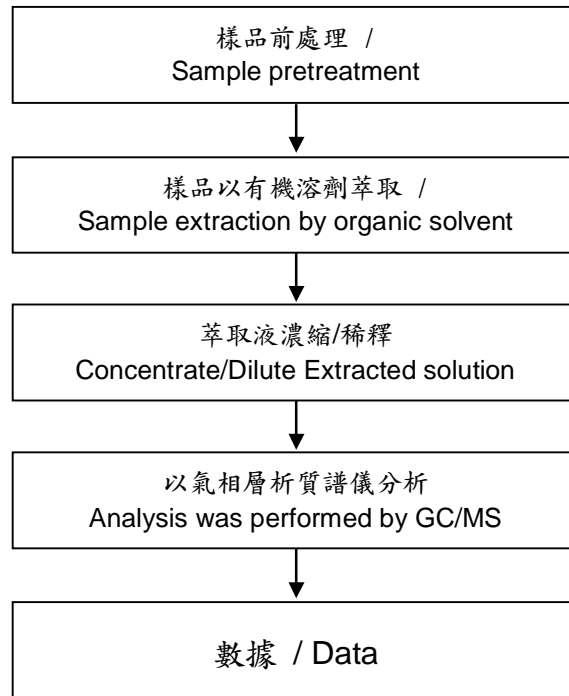 樣品前處理 /
Sample pretreatment
樣品以有機溶劑萃取 /
Sample extraction by organic solvent
萃取液濃縮/稀釋
Concentrate/Dilute Extracted solution
以氣相層析質譜儀分析
Analysis was performed by GC/MS
數據 / Data